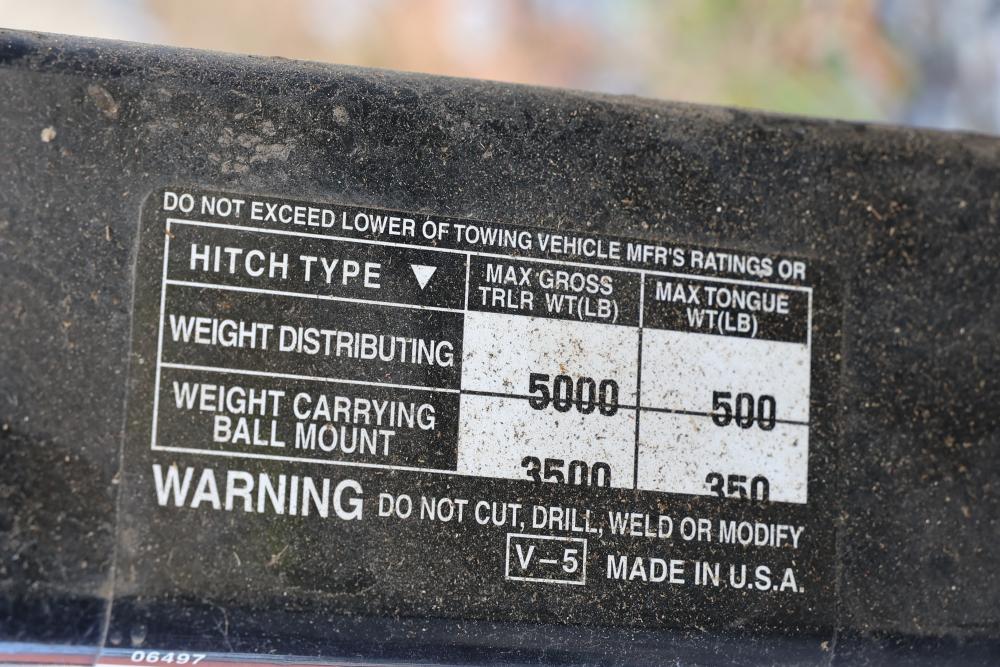 DO NOT EXCEED LOWER OF TOWING VEHICLE MFR'S RATINGS OR
HITCH TYPE ▼ MAX GROSS TRLR WT(LB) MAX TONGUE WT(LB)
WEIGHT DISTRIBUTING 5000 500
WEIGHT CARRYING BALL MOUNT 3500 350
WARNING DO NOT CUT, DRILL, WELD OR MODIFY
V-5 MADE IN U.S.A.
06497